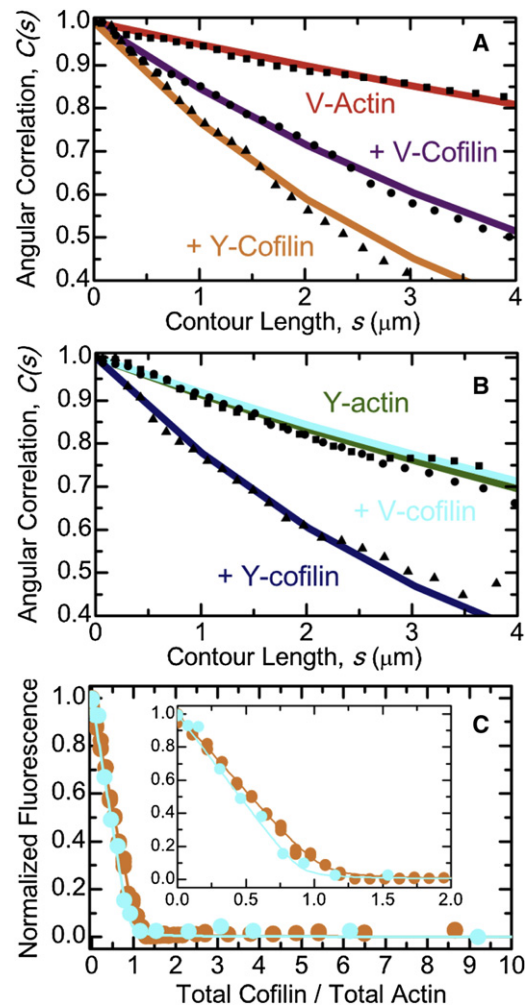 A
Angular Correlation, C(s)
1.0
0.9
0.8
0.7
0.6
0.5
0.4
V-Actin
+ V-Cofilin
+ Y-Cofilin
0 1 2 3 4
Contour Length, s (μm)
B
Angular Correlation, C(s)
1.0
0.9
0.8
0.7
0.6
0.5
0.4
Y-actin
+ V-cofilin
+ Y-cofilin
0 1 2 3 4
Contour Length, s (μm)
C
Normalized Fluorescence
1.0
0.8
0.6
0.4
0.2
0.0
1.0
0.8
0.6
0.4
0.2
0.0
0.0 0.5 1.0 1.5 2.0
0 1 2 3 4 5 6 7 8 9 10
Total Cofilin / Total Actin